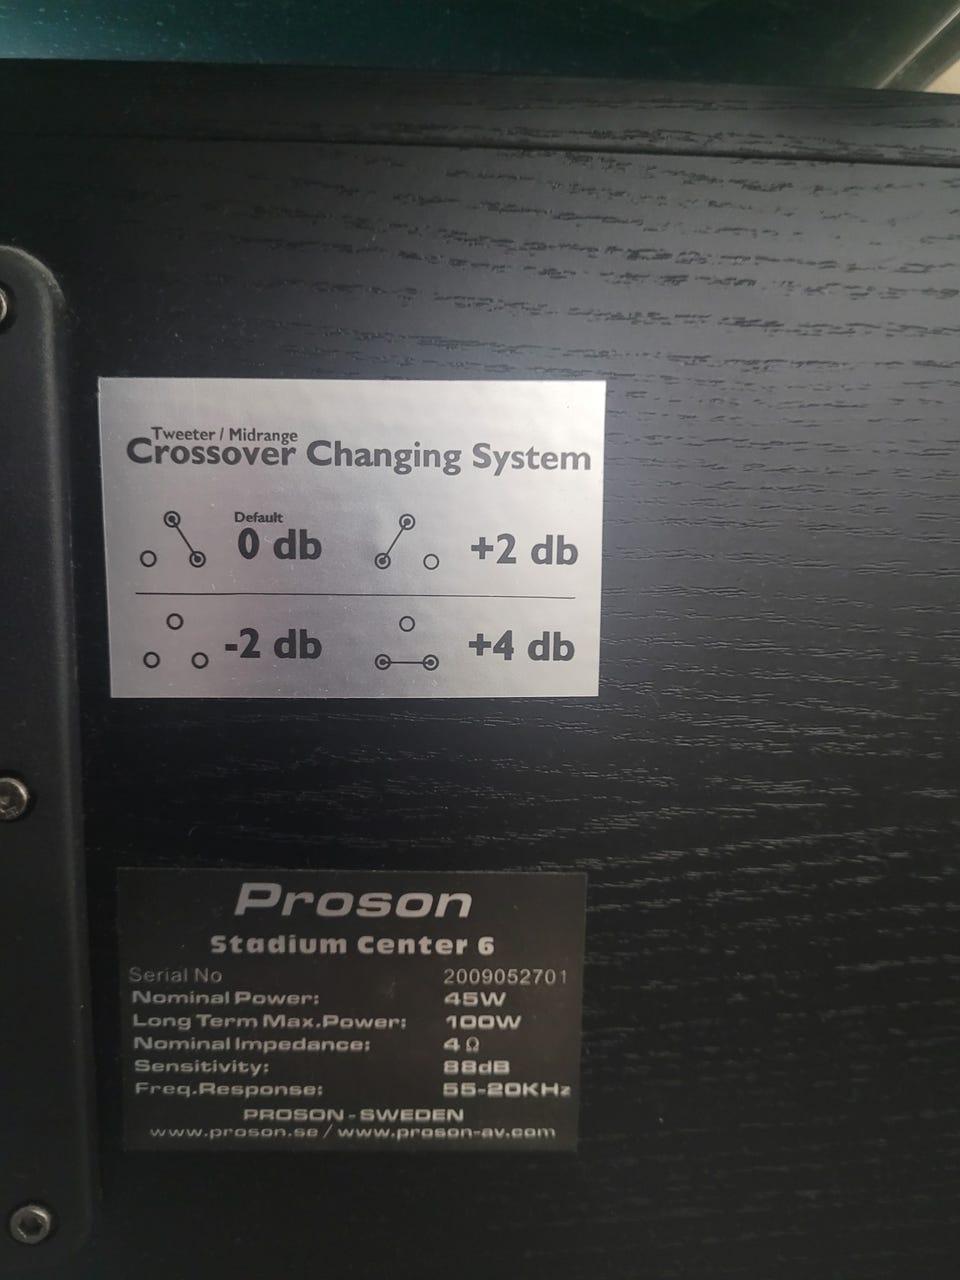 Tweeter / Midrange
Crossover Changing System
Default
0 db
+2 db
-2 db
+4 db
Proson
Stadium Center 6
Serial No 2009052701
Nominal Power: 45W
Long Term Max.Power: 100W
Nominal Impedance: 4 Ω
Sensitivity: 88dB
Freq.Response: 55-20KHz
PROSON - SWEDEN
www.proson.se / www.proson-av.com